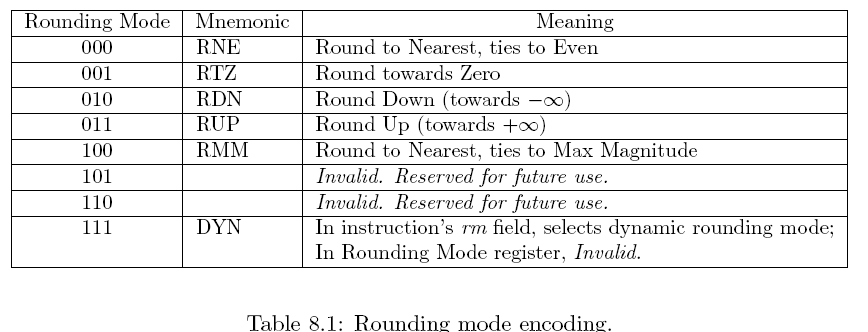 Rounding Mode Mnemonic Meaning
000 RNE Round to Nearest, ties to Even
001 RTZ Round towards Zero
010 RDN Round Down (towards −∞)
011 RUP Round Up (towards +∞)
100 RMM Round to Nearest, ties to Max Magnitude
101 Invalid. Reserved for future use.
110 Invalid. Reserved for future use.
111 DYN In instruction's rm field, selects dynamic rounding mode;
In Rounding Mode register, Invalid.
Table 8.1: Rounding mode encoding.